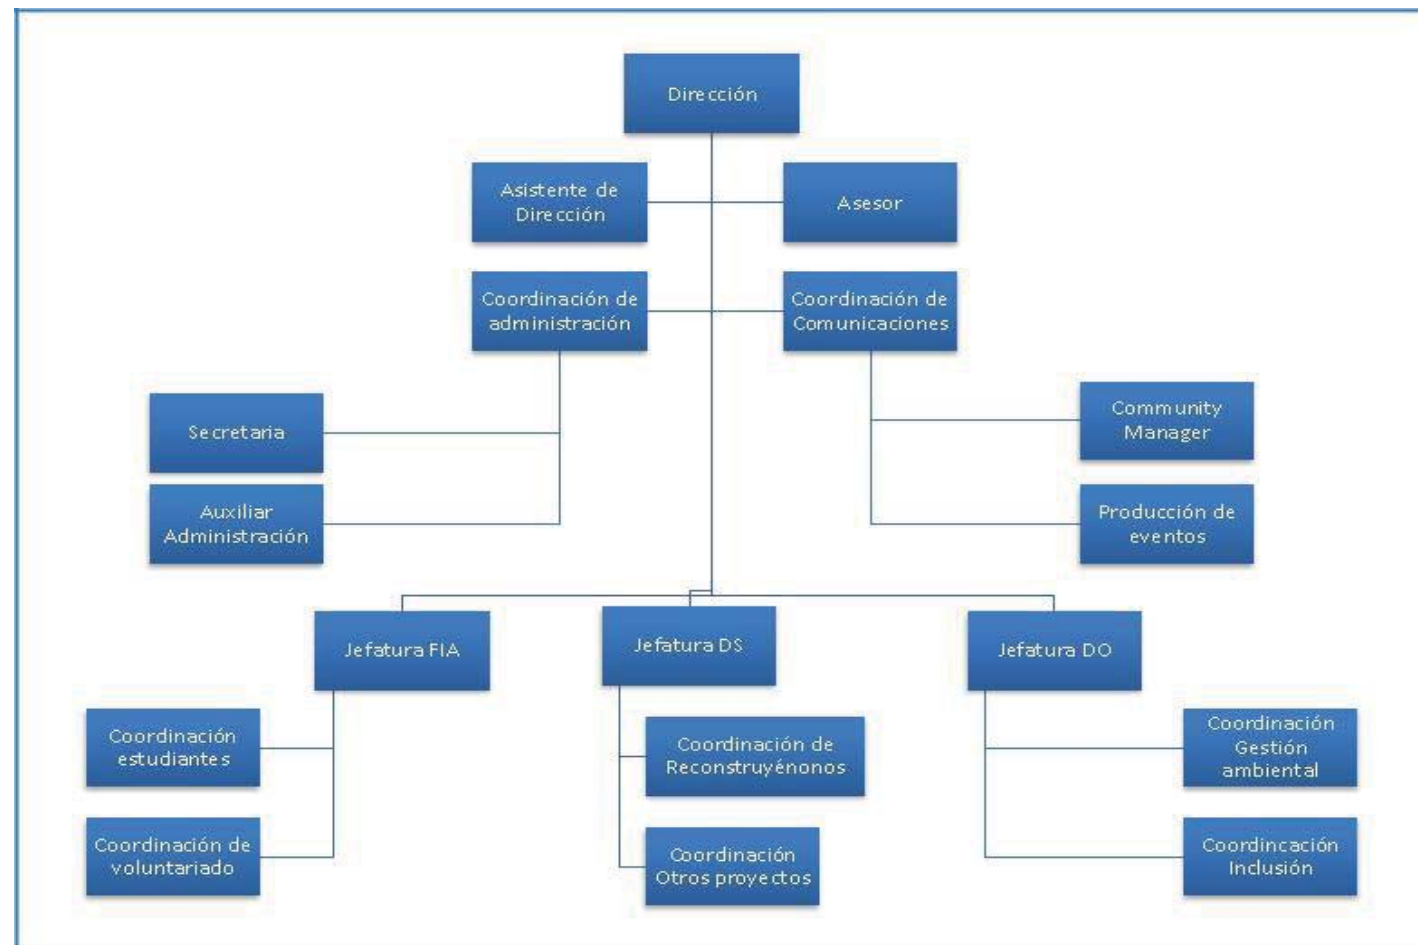 Dirección
Asistente de
Dirección
Asesor
Coordinación de
administración
Coordinación de
Comunicaciones
Secretaria
Community
Manager
Auxiliar
Administración
Producción de
eventos
Jefatura FIA
Jefatura DS
Jefatura DO
Coordinación
estudiantes
Coordinación de
Reconstruyénonos
Coordinación
Gestión
ambiental
Coordinación de
voluntariado
Coordinación
Otros proyectos
Coordincación
Inclusión